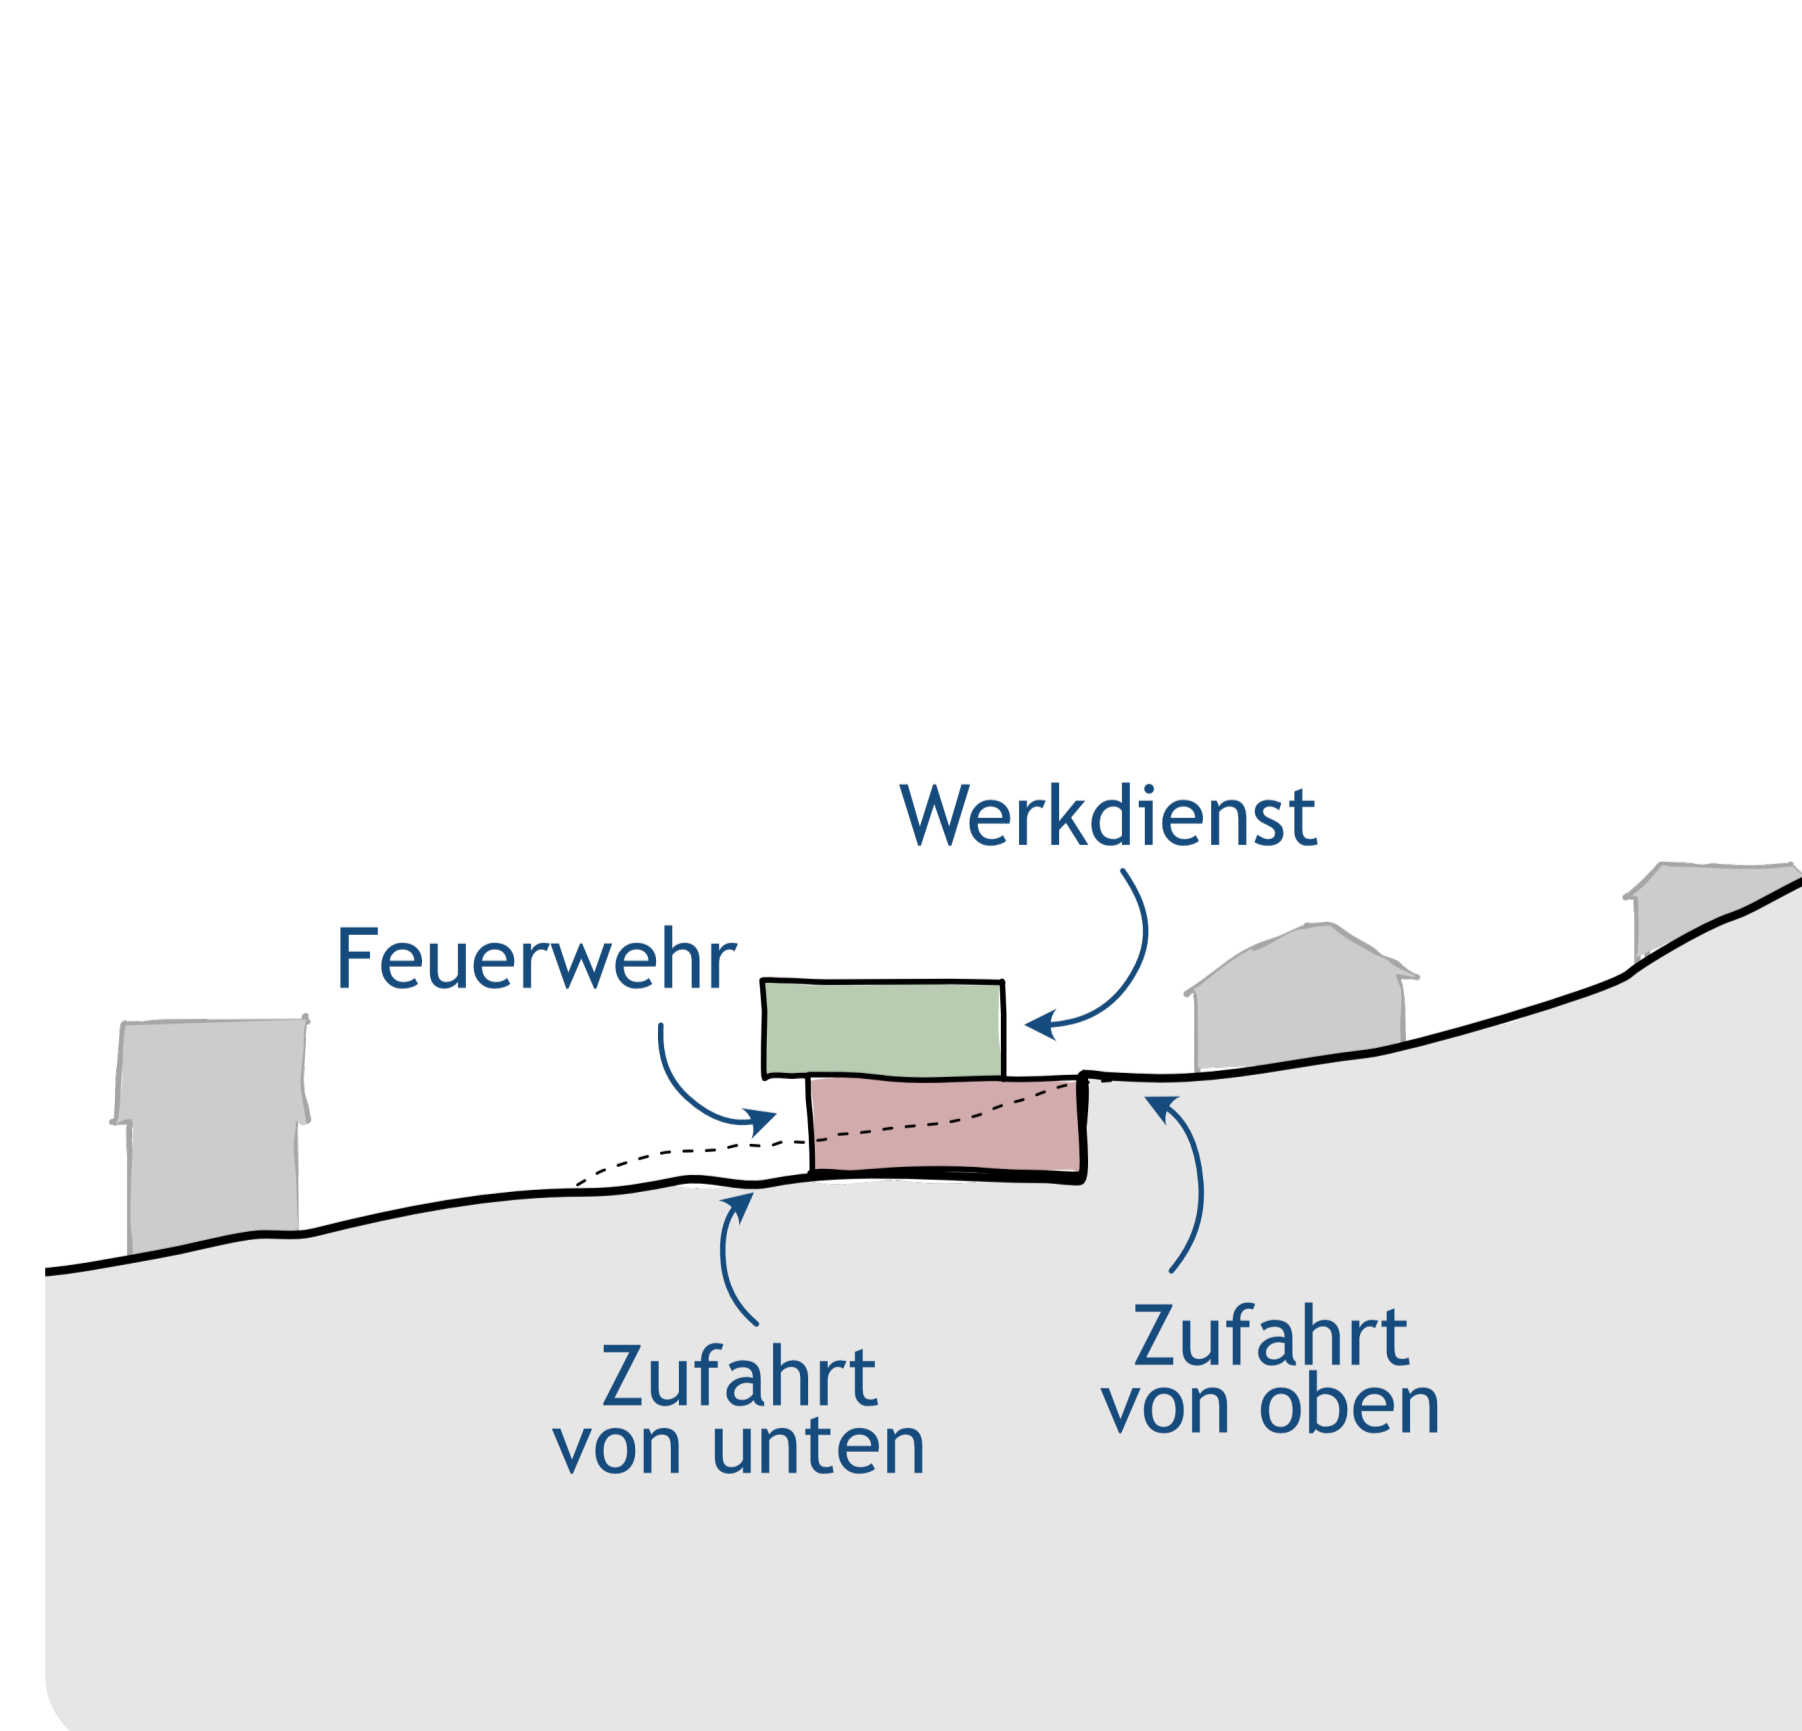 Werkdienst
Feuerwehr
Zufahrt
von oben
Zufahrt
von unten